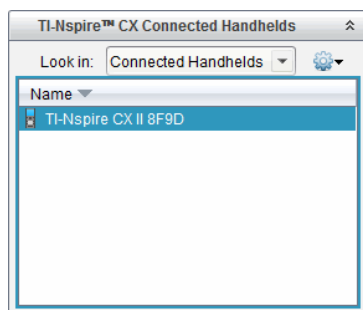 TI-Nspire™ CX Connected Handhelds
Look in: Connected Handhelds
Name
TI-Nspire CX II 8F9D